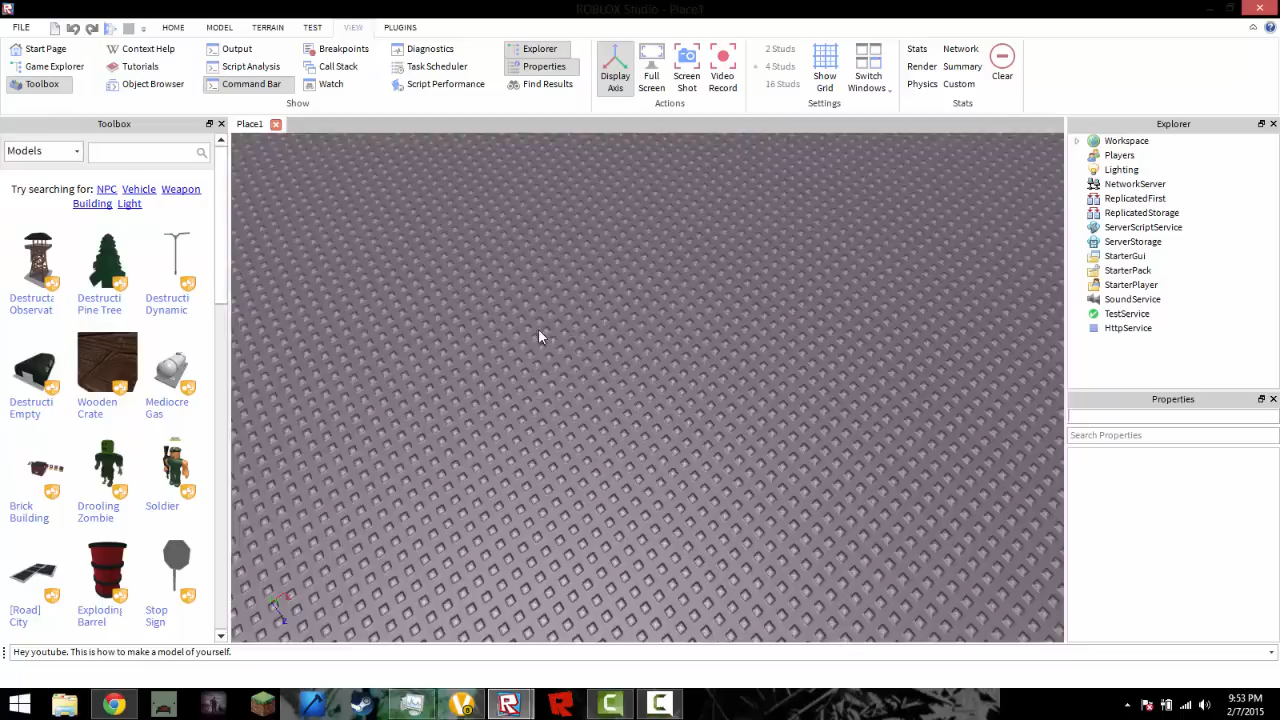 ROBLOX Studio - Place1
FILE HOME MODEL TERRAIN TEST VIEW PLUGINS
Start Page Context Help Output Breakpoints Diagnostics Explorer
Game Explorer Tutorials Script Analysis Call Stack Task Scheduler Properties
Toolbox Object Browser Command Bar Watch Script Performance Find Results
Show
Display Axis
Full Screen
Screen Shot
Video Record
Actions
2 Studs
4 Studs
16 Studs
Show Grid
Switch Windows
Settings
Stats Network
Render Summary
Physics Custom
Clear
Stats
Toolbox
Models
Try searching for: NPC Vehicle Weapon
Building Light
Destructa Observat
Destructi Pine Tree
Destructi Dynamic
Destructi Empty
Wooden Crate
Mediocre Gas
Brick Building
Drooling Zombie
Soldier
[Road] City
Exploding Barrel
Stop Sign
Place1
Z
Explorer
Workspace
Players
Lighting
NetworkServer
ReplicatedFirst
ReplicatedStorage
ServerScriptService
ServerStorage
StarterGui
StarterPack
StarterPlayer
SoundService
TestService
HttpService
Properties
Search Properties
Hey youtube. This is how to make a model of yourself.
9:53 PM
2/7/2015